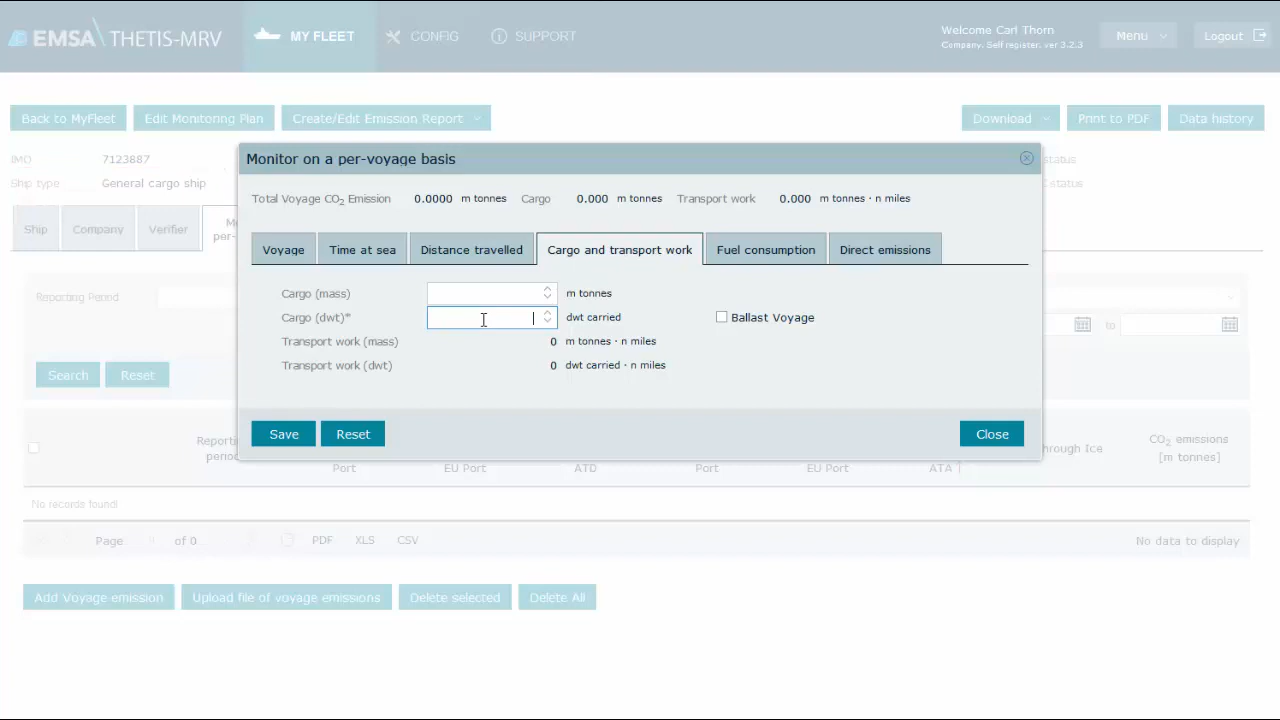 EMSA THETIS-MRV MY FLEET CONFIG SUPPORT Welcome Carl Thorn Menu Logout
Company. Self register. ver 3.2.3
Back to MyFleet Edit Monitoring Plan Create/Edit Emission Report Download Print to PDF Data history
Monitor on a per-voyage basis
IMO 7123887 status
Ship type General cargo ship status
Total Voyage CO2 Emission 0.0000 m tonnes Cargo 0.000 m tonnes Transport work 0.000 m tonnes · n miles
Ship Company Verifier
per-
Voyage Time at sea Distance travelled Cargo and transport work Fuel consumption Direct emissions
Reporting Period
Cargo (mass) m tonnes
Cargo (dwt)* dwt carried Ballast Voyage
to
Transport work (mass) 0 m tonnes · n miles
Transport work (dwt) 0 dwt carried · n miles
Search Reset
Save Reset Close
Reporti hrough Ice CO2 emissions
perio [m tonnes]
Port EU Port ATD Port EU Port ATA
No records found!
Page of 0 PDF XLS CSV No data to display
Add Voyage emission Upload file of voyage emissions Delete selected Delete All